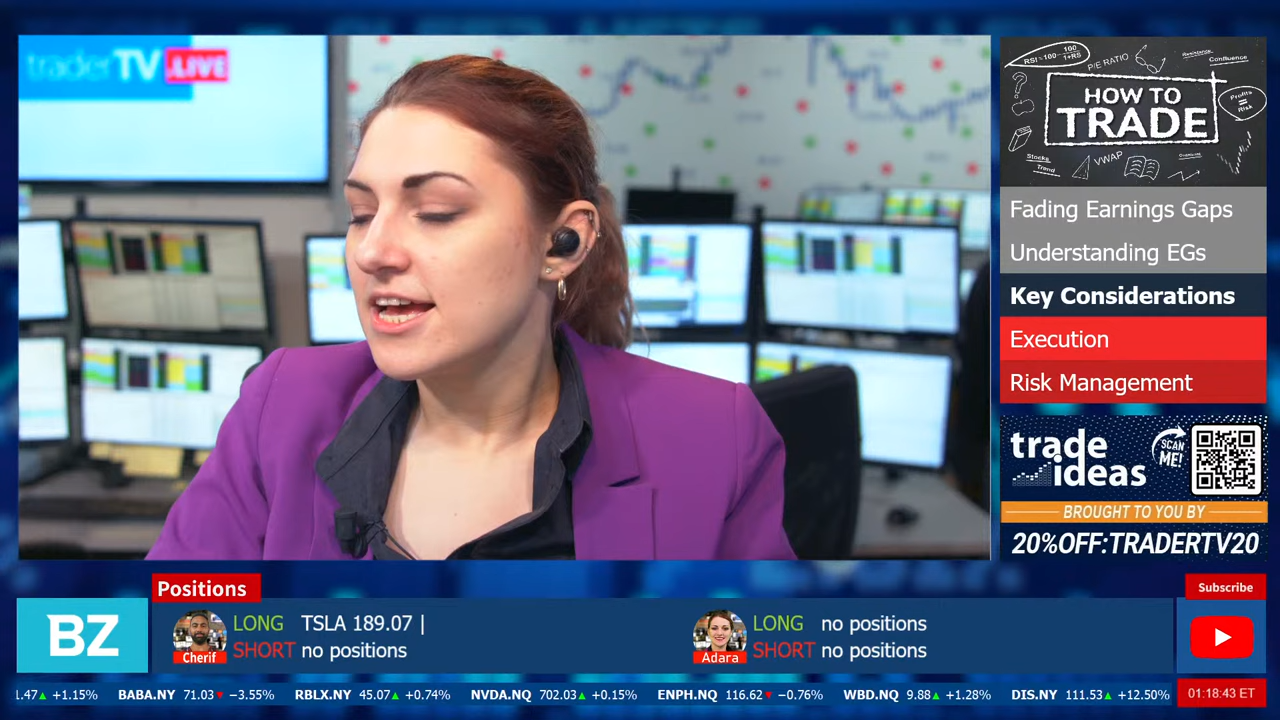 traderTV.LIVE
RSI=100-100/1+RS
P/E RATIO
Resistance
Confluence
HOW TO
TRADE
Profits
=
Risk
Stocks
Trend
VWAP
Fading Earnings Gaps
Understanding EGs
Key Considerations
Execution
Risk Management
trade
ideas
SCAN
ME!
BROUGHT TO YOU BY
20%OFF:TRADERTV20
Positions
Subscribe
BZ
Cherif
LONG TSLA 189.07 |
SHORT no positions
Adara
LONG no positions
SHORT no positions
1.47▲ +1.15% BABA.NY 71.03▼ −3.55% RBLX.NY 45.07▲ +0.74% NVDA.NQ 702.03▲ +0.15% ENPH.NQ 116.62▼ −0.76% WBD.NQ 9.88▲ +1.28% DIS.NY 111.53▲ +12.50%
01:18:43 ET